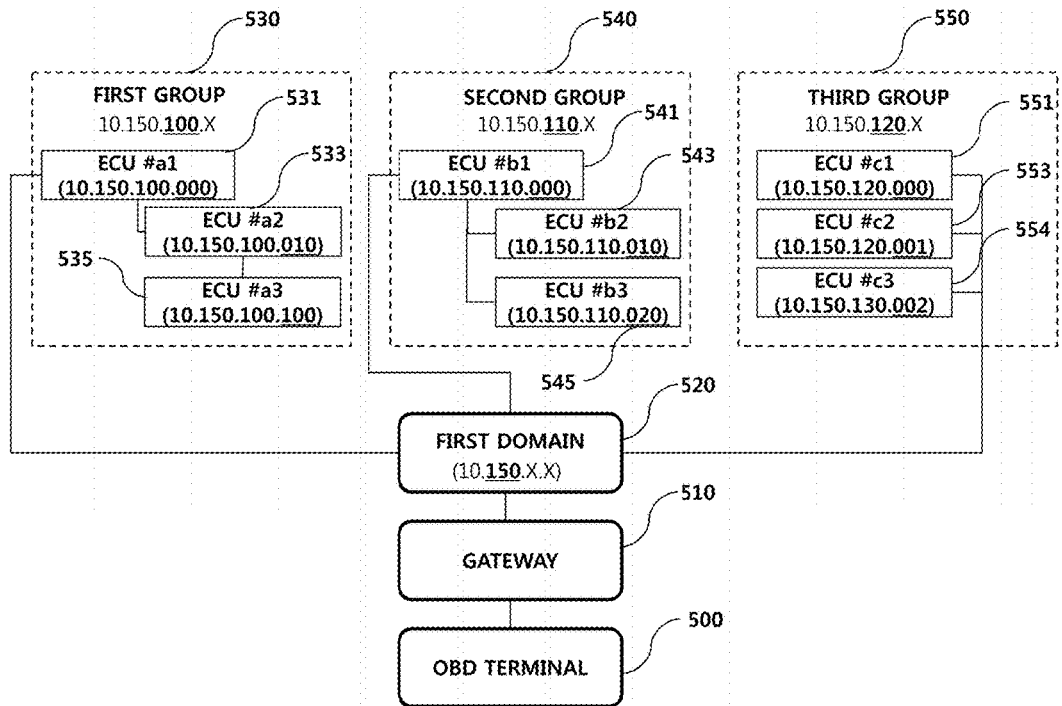 530
540
550
FIRST GROUP
10.150.100.X
531
ECU #a1
(10.150.100.000)
533
ECU #a2
(10.150.100.010)
535
ECU #a3
(10.150.100.100)
SECOND GROUP
10.150.110.X
541
ECU #b1
(10.150.110.000)
543
ECU #b2
(10.150.110.010)
ECU #b3
(10.150.110.020)
545
THIRD GROUP
10.150.120.X
551
ECU #c1
(10.150.120.000)
553
ECU #c2
(10.150.120.001)
554
ECU #c3
(10.150.130.002)
520
FIRST DOMAIN
(10.150.X.X)
510
GATEWAY
500
OBD TERMINAL